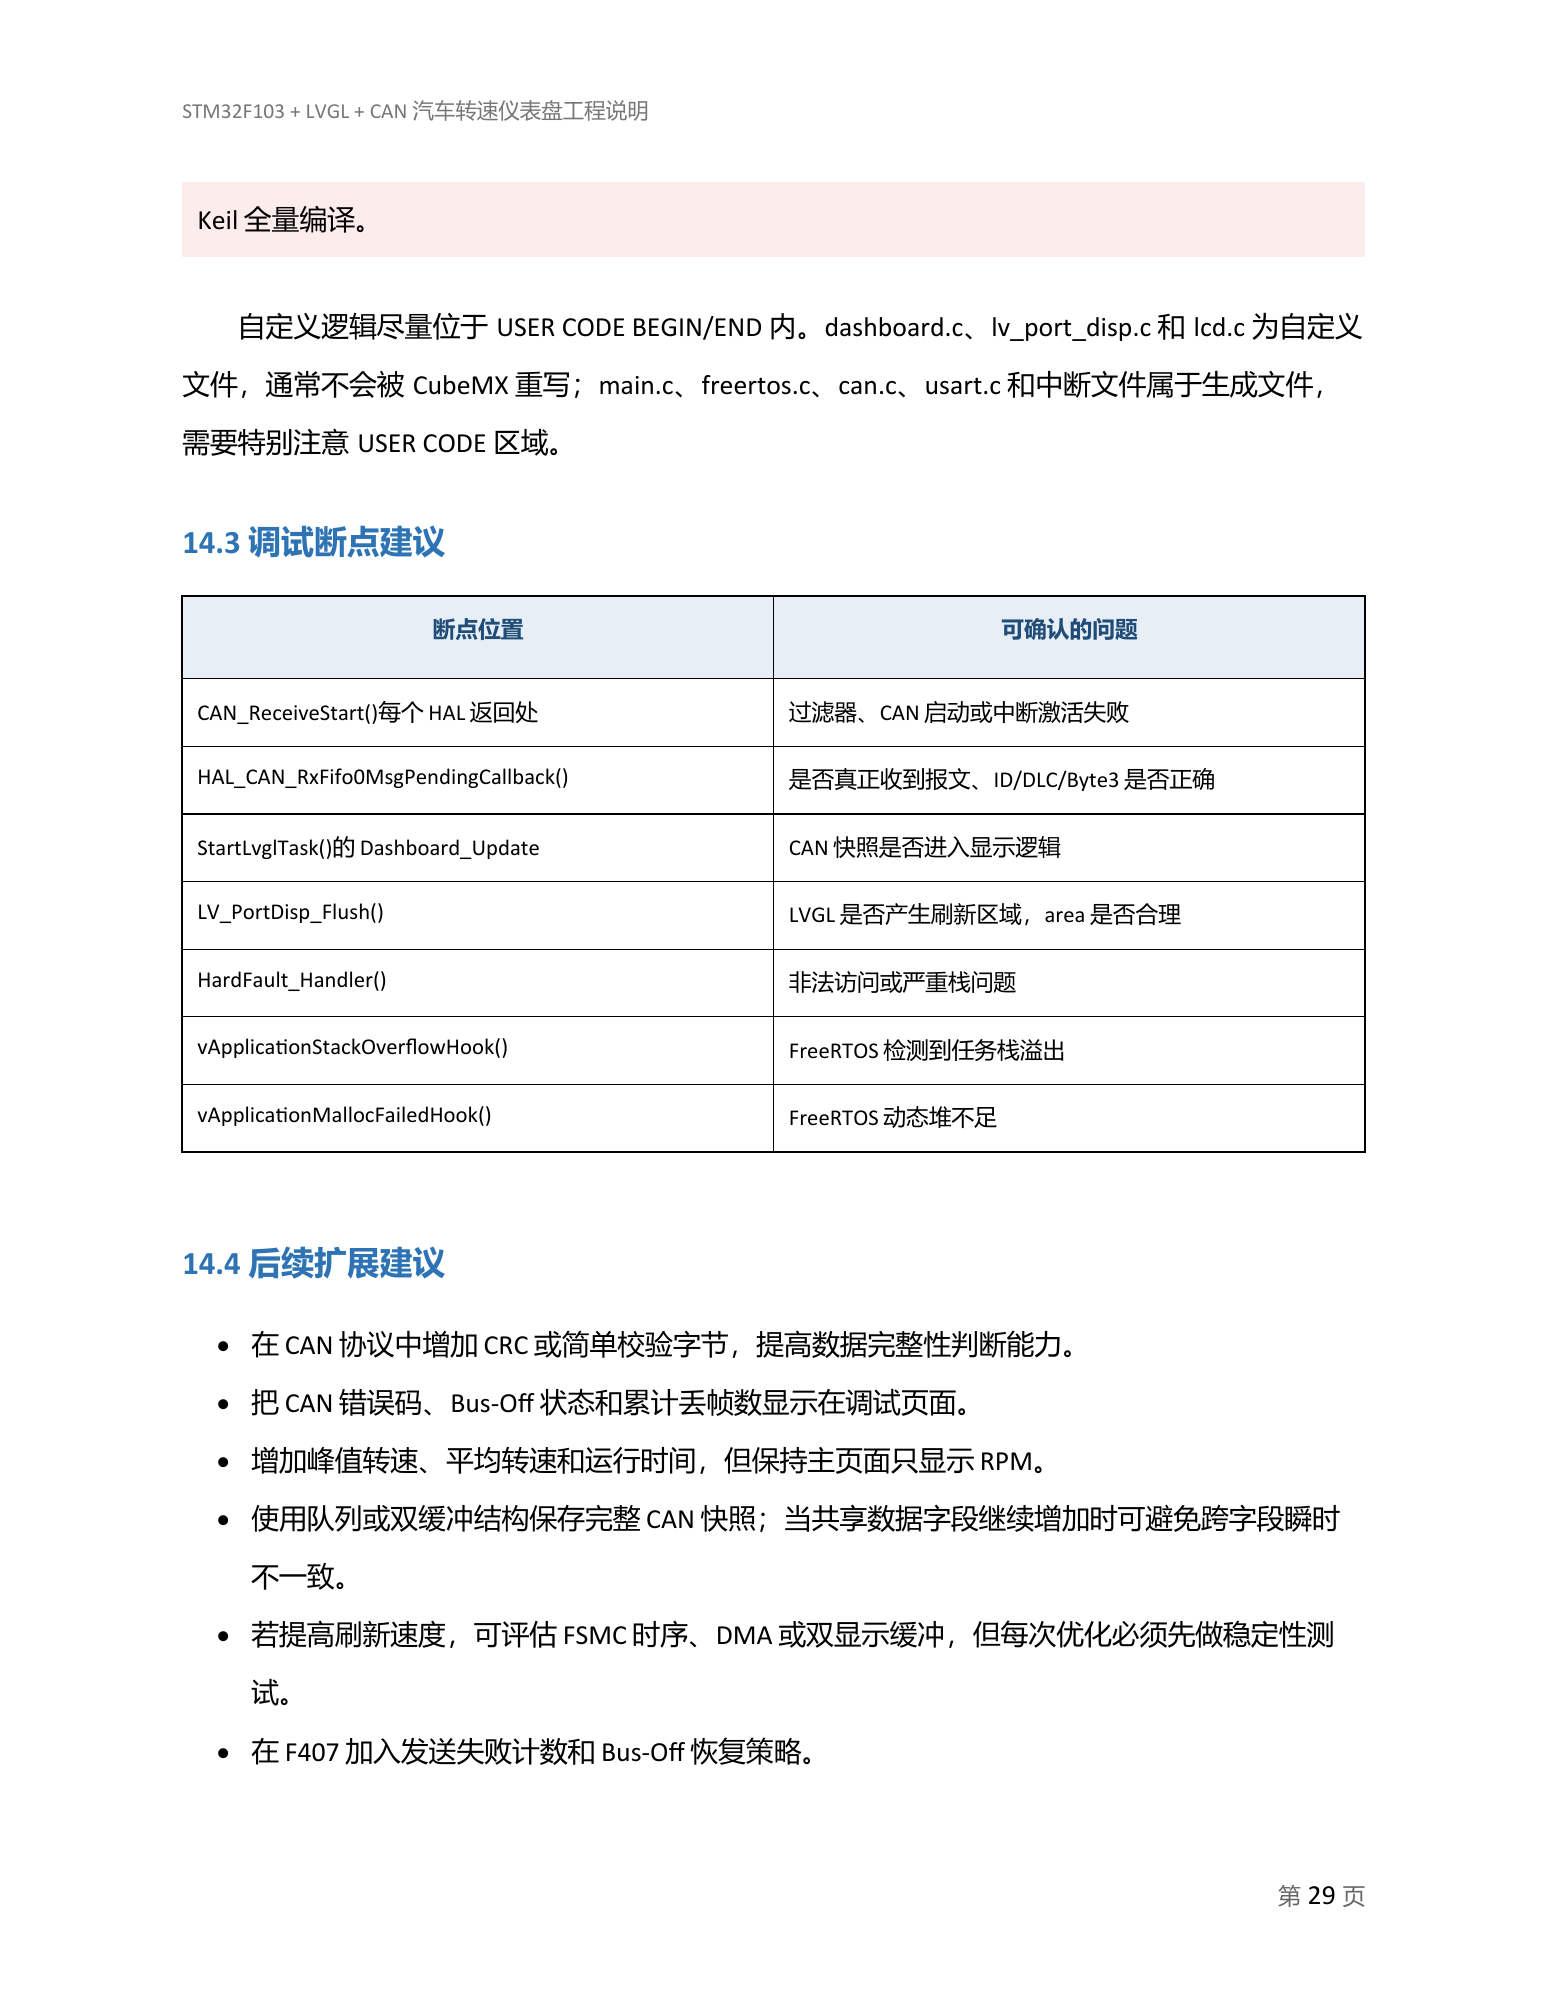 STM32F103 + LVGL + CAN 汽车转速仪表盘工程说明
Keil 全量编译。
自定义逻辑尽量位于 USER CODE BEGIN/END 内。dashboard.c、lv_port_disp.c 和 lcd.c 为自定义
文件，通常不会被 CubeMX 重写；main.c、freertos.c、can.c、usart.c 和中断文件属于生成文件，
需要特别注意 USER CODE 区域。
14.3 调试断点建议
断点位置 可确认的问题
CAN_ReceiveStart()每个 HAL 返回处 过滤器、CAN 启动或中断激活失败
HAL_CAN_RxFifo0MsgPendingCallback() 是否真正收到报文、ID/DLC/Byte3 是否正确
StartLvglTask()的 Dashboard_Update CAN 快照是否进入显示逻辑
LV_PortDisp_Flush() LVGL 是否产生刷新区域，area 是否合理
HardFault_Handler() 非法访问或严重栈问题
vApplicationStackOverflowHook() FreeRTOS 检测到任务栈溢出
vApplicationMallocFailedHook() FreeRTOS 动态堆不足
14.4 后续扩展建议
• 在 CAN 协议中增加 CRC 或简单校验字节，提高数据完整性判断能力。
• 把 CAN 错误码、Bus-Off 状态和累计丢帧数显示在调试页面。
• 增加峰值转速、平均转速和运行时间，但保持主页面只显示 RPM。
• 使用队列或双缓冲结构保存完整 CAN 快照；当共享数据字段继续增加时可避免跨字段瞬时
不一致。
• 若提高刷新速度，可评估 FSMC 时序、DMA 或双显示缓冲，但每次优化必须先做稳定性测
试。
• 在 F407 加入发送失败计数和 Bus-Off 恢复策略。
第 29 页